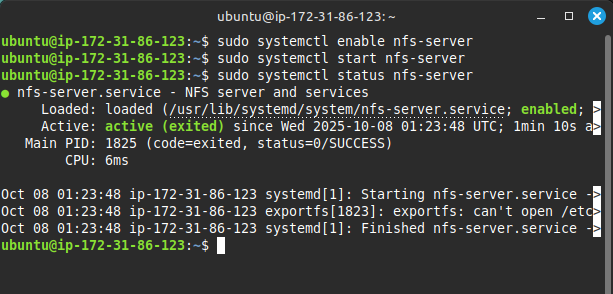 ubuntu@ip-172-31-86-123:~
ubuntu@ip-172-31-86-123:~$ sudo systemctl enable nfs-server
ubuntu@ip-172-31-86-123:~$ sudo systemctl start nfs-server
ubuntu@ip-172-31-86-123:~$ sudo systemctl status nfs-server
● nfs-server.service - NFS server and services
     Loaded: loaded (/usr/lib/systemd/system/nfs-server.service; enabled; >
     Active: active (exited) since Wed 2025-10-08 01:23:48 UTC; 1min 10s a>
   Main PID: 1825 (code=exited, status=0/SUCCESS)
        CPU: 6ms

Oct 08 01:23:48 ip-172-31-86-123 systemd[1]: Starting nfs-server.service ->
Oct 08 01:23:48 ip-172-31-86-123 exportfs[1823]: exportfs: can't open /etc>
Oct 08 01:23:48 ip-172-31-86-123 systemd[1]: Finished nfs-server.service ->
ubuntu@ip-172-31-86-123:~$